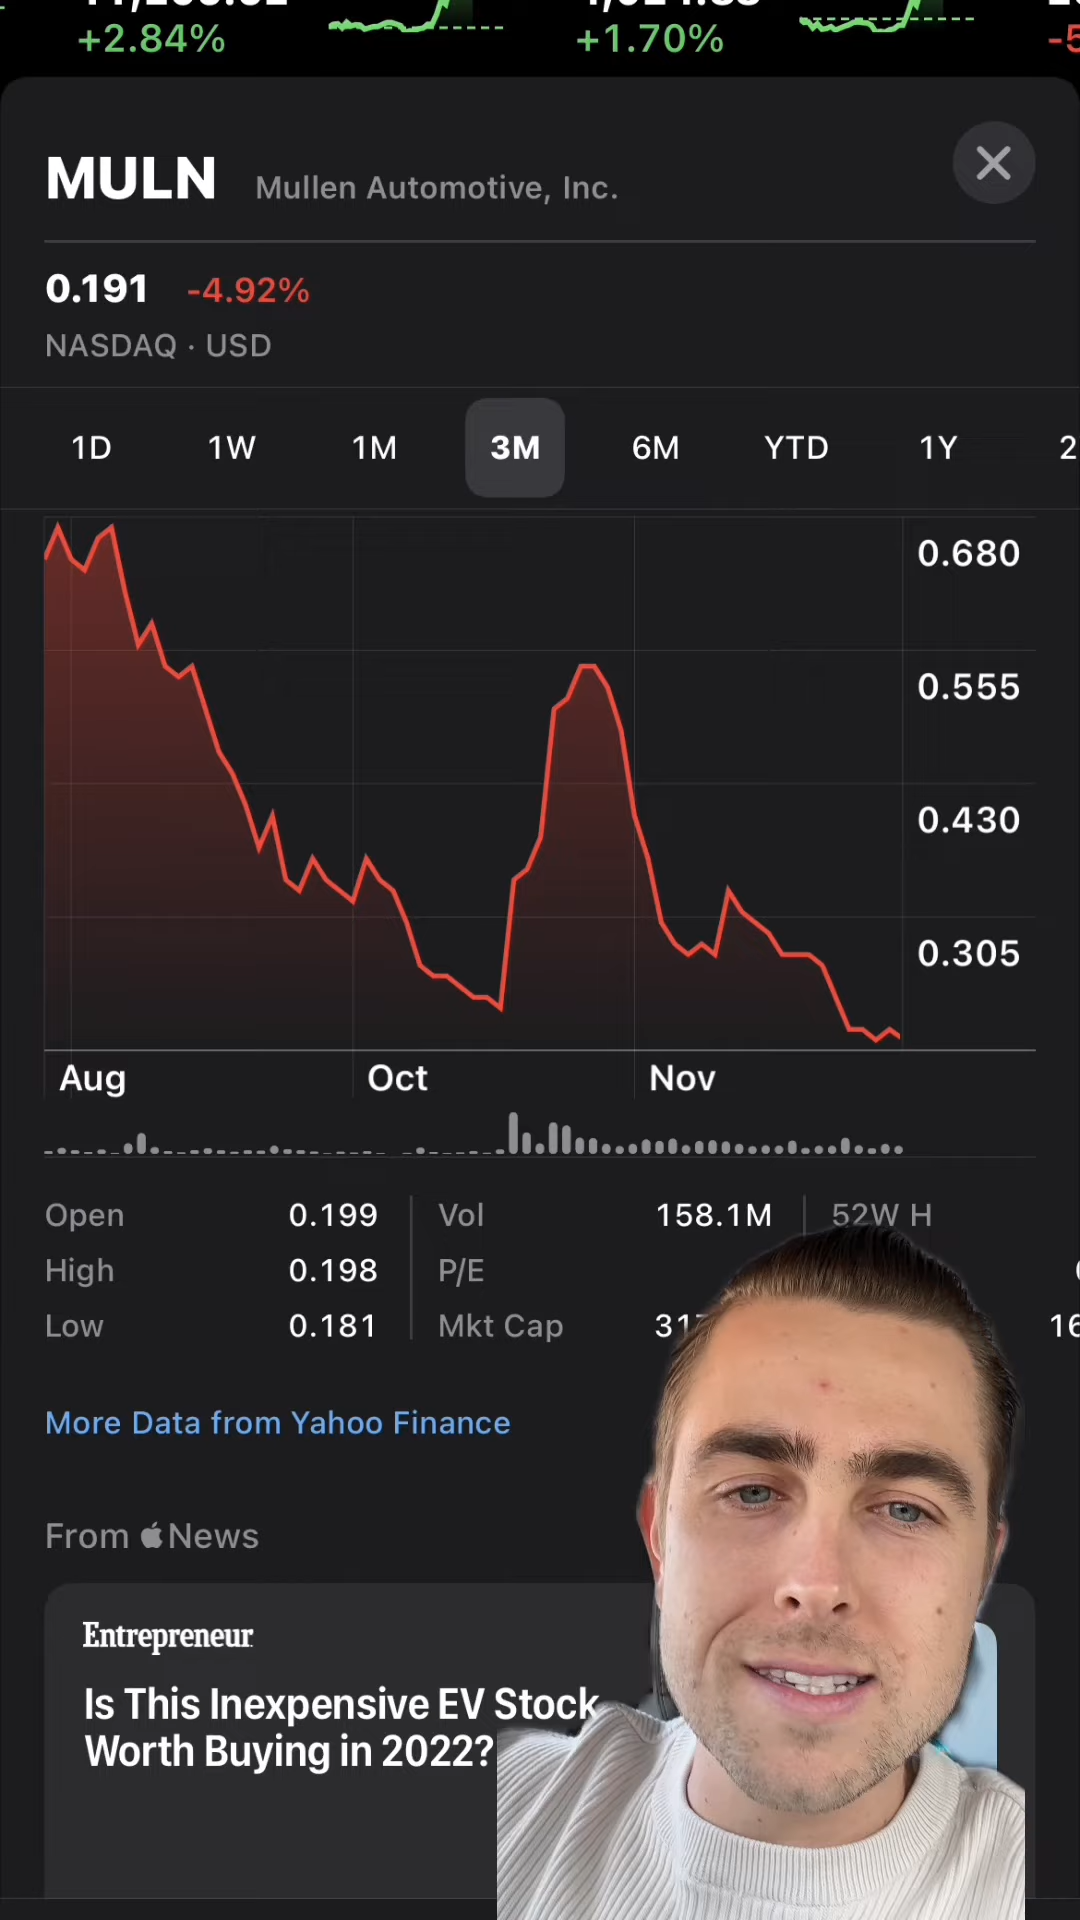 +2.84% +1.70%
MULN Mullen Automotive, Inc.
0.191 -4.92%
NASDAQ · USD
1D 1W 1M 3M 6M YTD 1Y
0.680
0.555
0.430
0.305
Aug Oct Nov
Open 0.199 Vol 158.1M 52W H
High 0.198 P/E
Low 0.181 Mkt Cap
More Data from Yahoo Finance
From News
Entrepreneur
Is This Inexpensive EV Stock
Worth Buying in 2022?